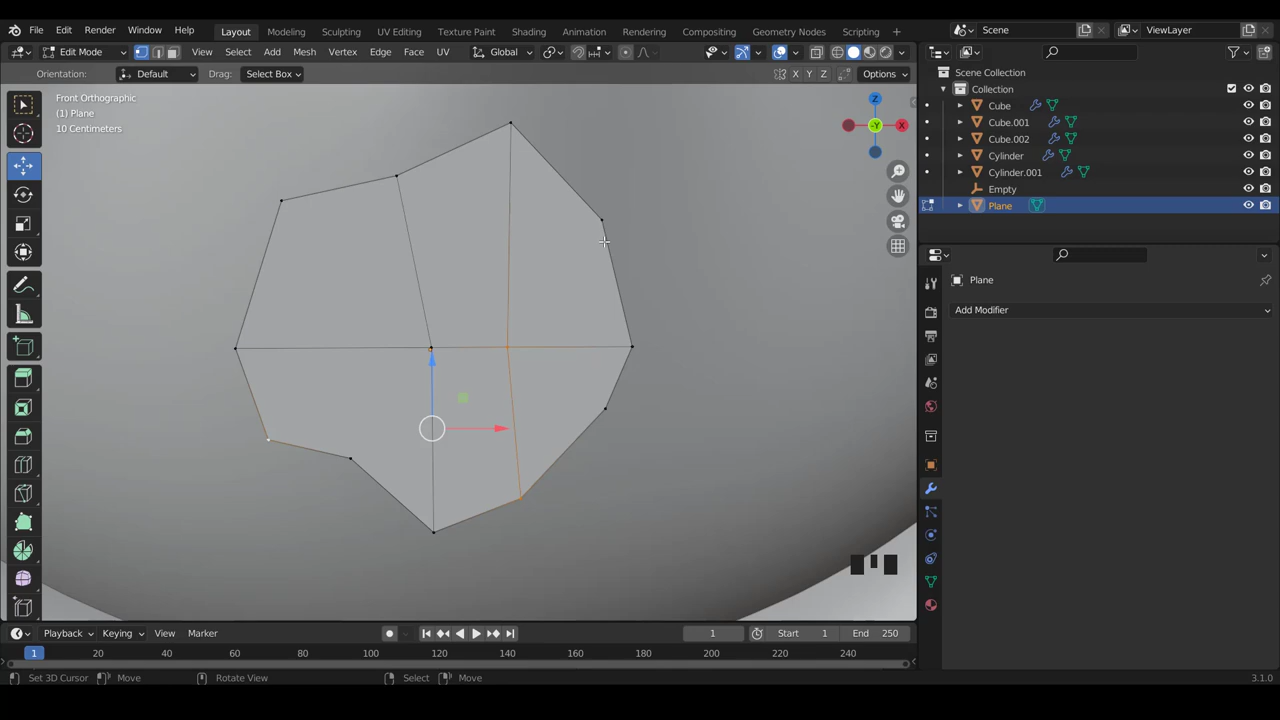 File Edit Render Window Help Layout Modeling Sculpting UV Editing Texture Paint Shading Animation Rendering Compositing Geometry Nodes Scripting + Scene ViewLayer
Edit Mode View Select Add Mesh Vertex Edge Face UV Global
Orientation: Default Drag: Select Box X Y Z Options
Front Orthographic
(1) Plane
10 Centimeters
Z
-Y
X
Scene Collection
Collection
Cube
Cube.001
Cube.002
Cylinder
Cylinder.001
Empty
Plane
Plane
Add Modifier
Playback Keying View Marker 1 Start 1 End 250
1 20 40 60 80 100 120 140 160 180 200 220 240
Set 3D Cursor Move Rotate View Select Move 3.1.0